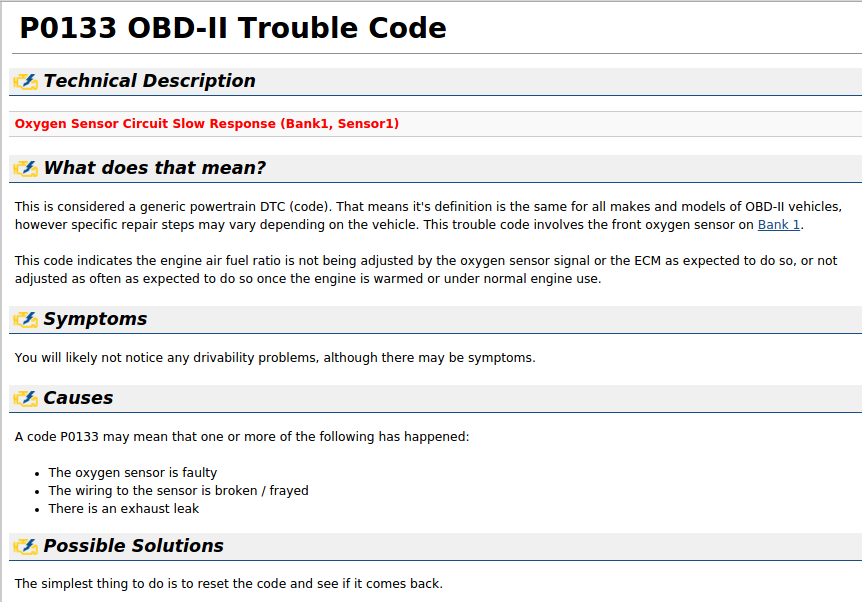 P0133 OBD-II Trouble Code
Technical Description
Oxygen Sensor Circuit Slow Response (Bank1, Sensor1)
What does that mean?
This is considered a generic powertrain DTC (code). That means it's definition is the same for all makes and models of OBD-II vehicles,
however specific repair steps may vary depending on the vehicle. This trouble code involves the front oxygen sensor on Bank 1.
This code indicates the engine air fuel ratio is not being adjusted by the oxygen sensor signal or the ECM as expected to do so, or not
adjusted as often as expected to do so once the engine is warmed or under normal engine use.
Symptoms
You will likely not notice any drivability problems, although there may be symptoms.
Causes
A code P0133 may mean that one or more of the following has happened:
• The oxygen sensor is faulty
• The wiring to the sensor is broken / frayed
• There is an exhaust leak
Possible Solutions
The simplest thing to do is to reset the code and see if it comes back.